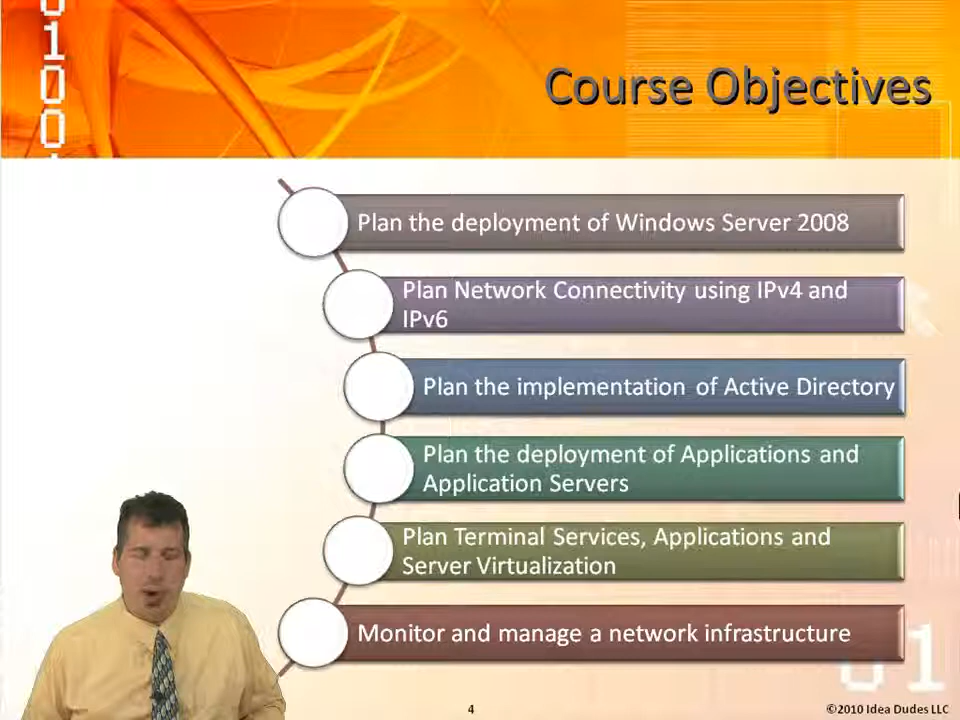 0100
Course Objectives
Plan the deployment of Windows Server 2008
Plan Network Connectivity using IPv4 and
IPv6
Plan the implementation of Active Directory
Plan the deployment of Applications and
Application Servers
Plan Terminal Services, Applications and
Server Virtualization
Monitor and manage a network infrastructure
01
4
©2010 Idea Dudes LLC